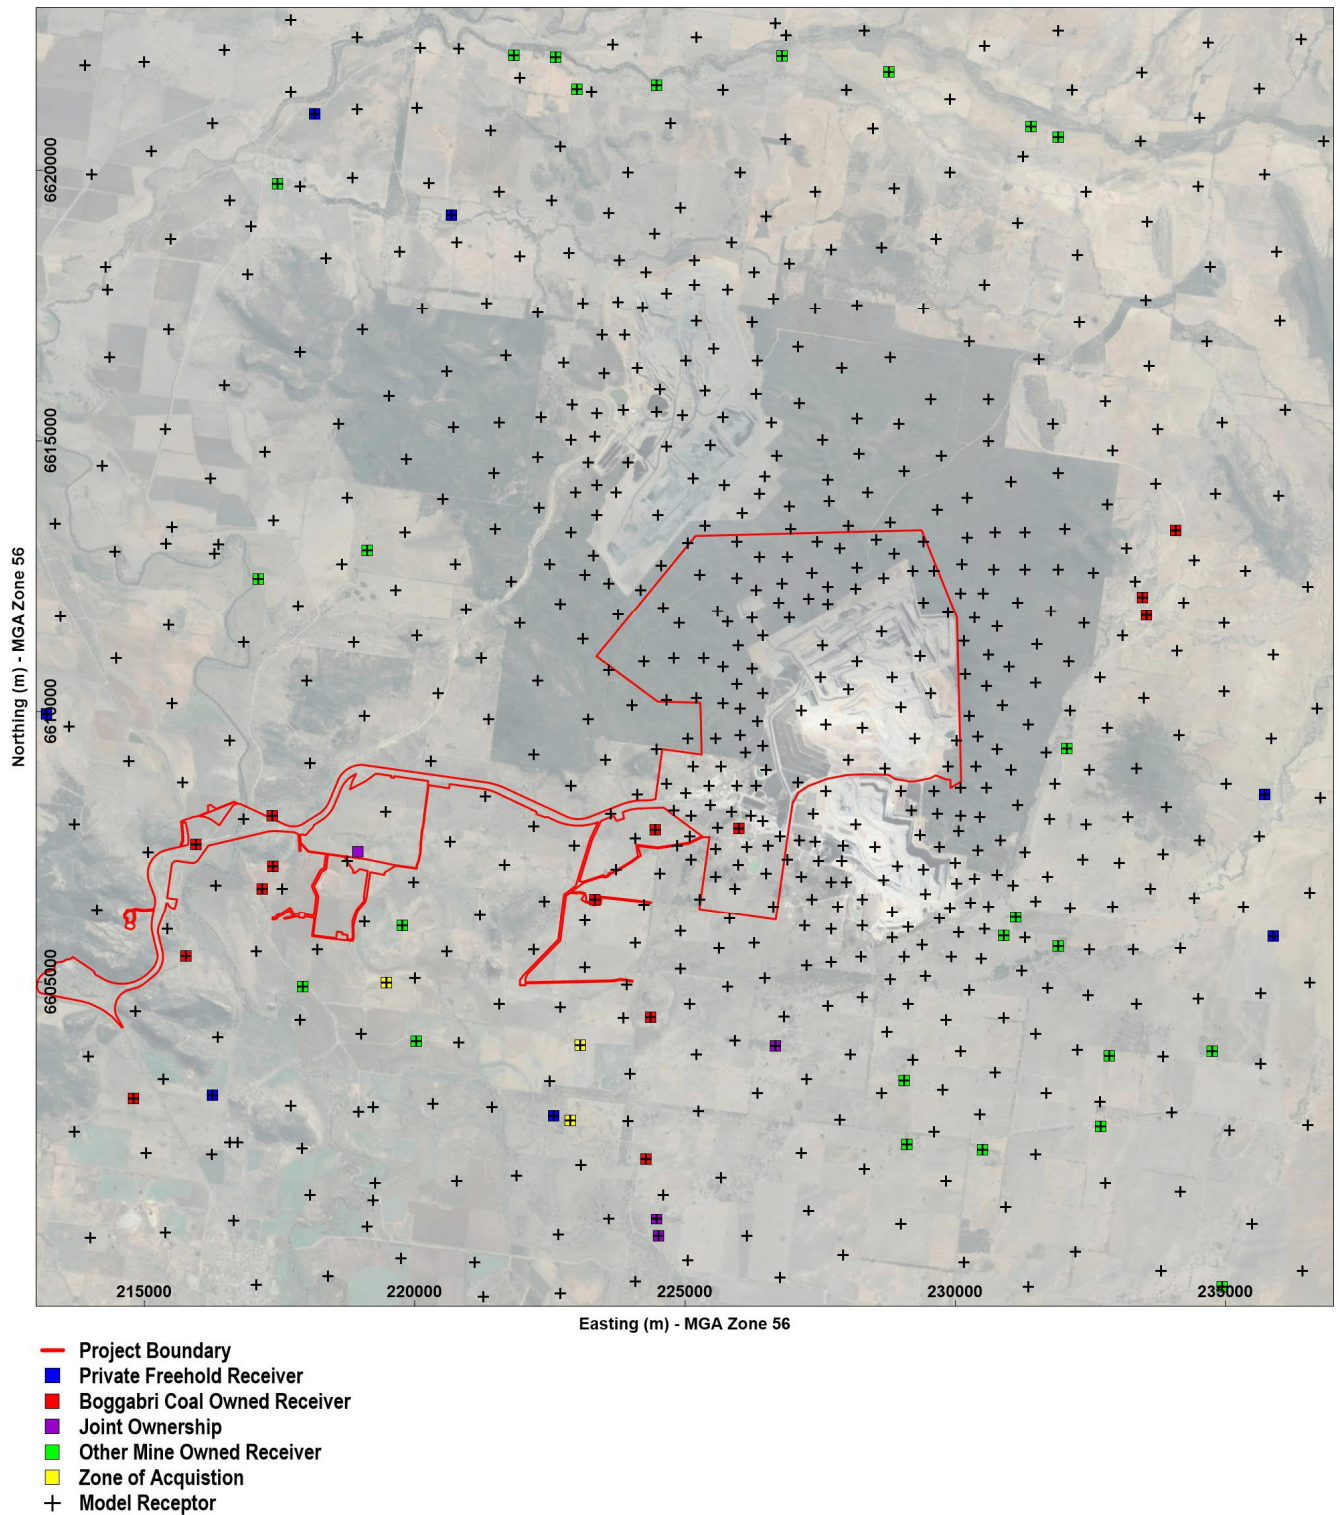 Northing (m) - MGA Zone 56
6620000
6615000
6610000
6605000
215000 220000 225000 230000 235000
Easting (m) - MGA Zone 56
Project Boundary
Private Freehold Receiver
Boggabri Coal Owned Receiver
Joint Ownership
Other Mine Owned Receiver
Zone of Acquistion
Model Receptor